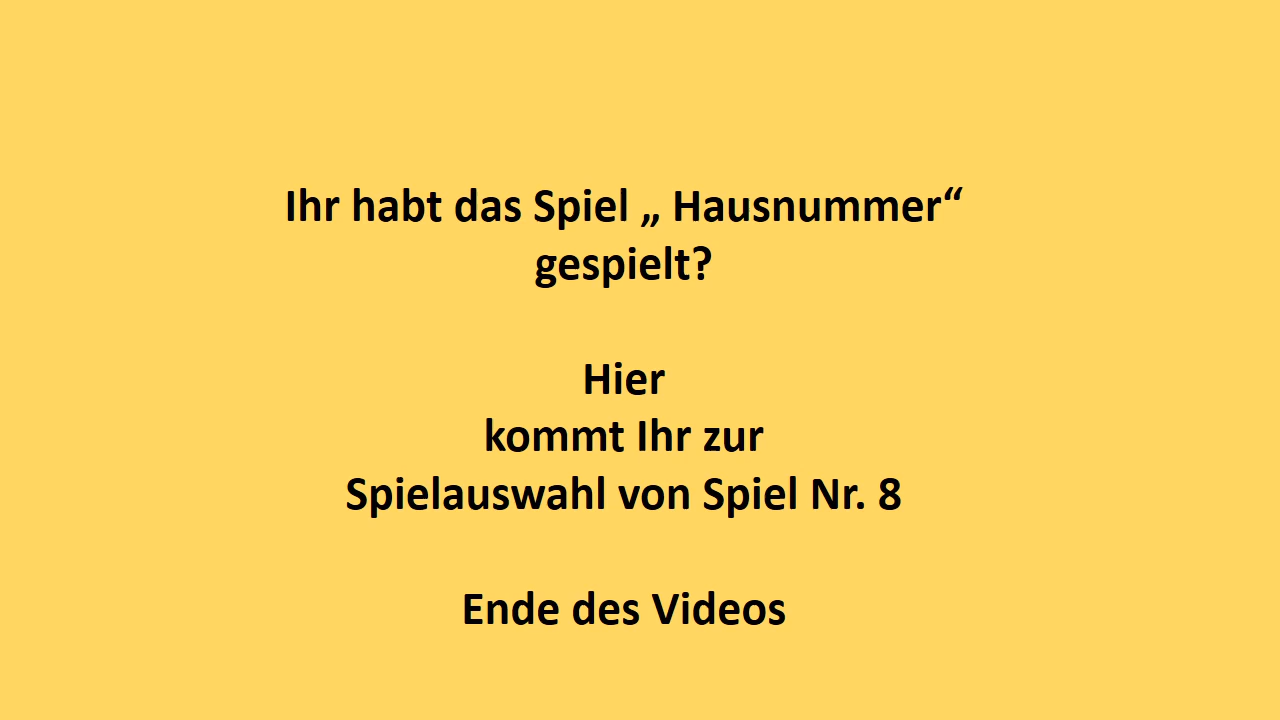 Ihr habt das Spiel „ Hausnummer“
gespielt?
Hier
kommt Ihr zur
Spielauswahl von Spiel Nr. 8
Ende des Videos